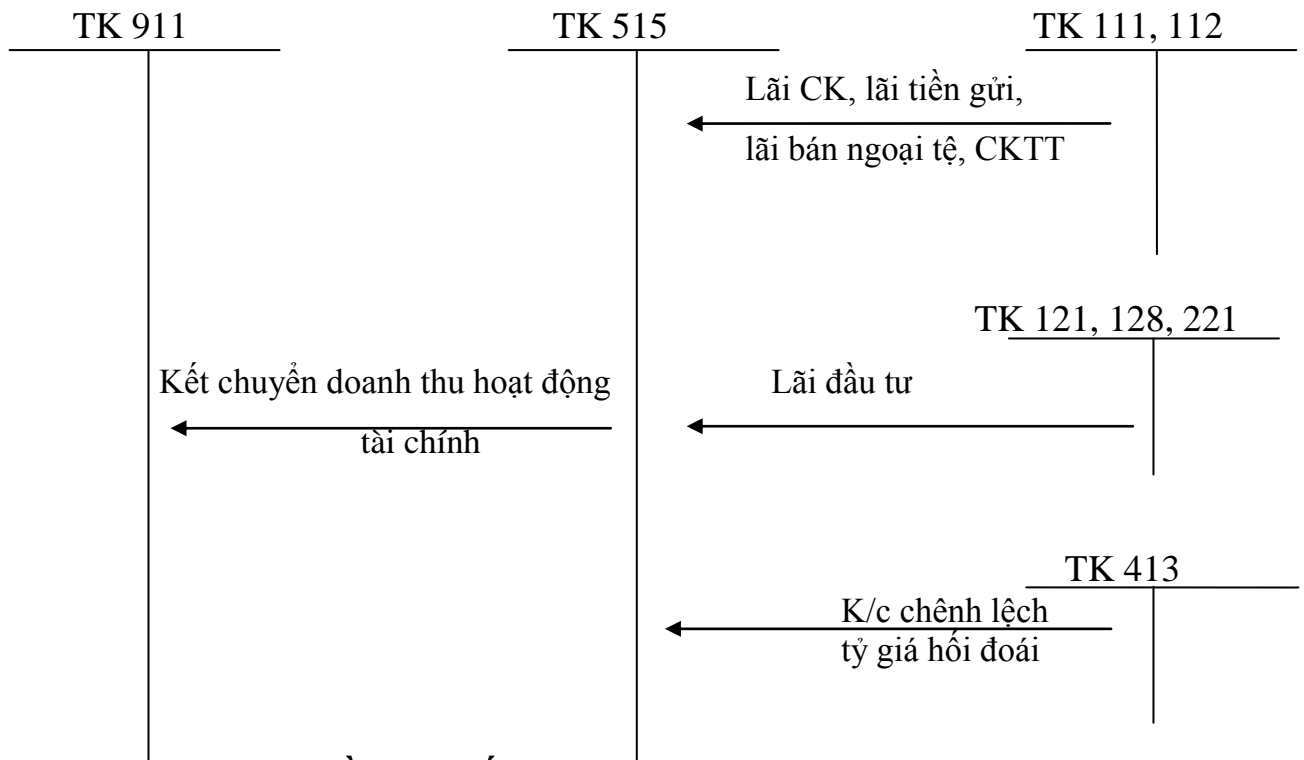 TK 911
TK 515
TK 111, 112
Lãi CK, lãi tiền gửi,
lãi bán ngoại tệ, CKTT
TK 121, 128, 221
Kết chuyển doanh thu hoạt động
tài chính
Lãi đầu tư
TK 413
K/c chênh lệch
tỷ giá hối đoái